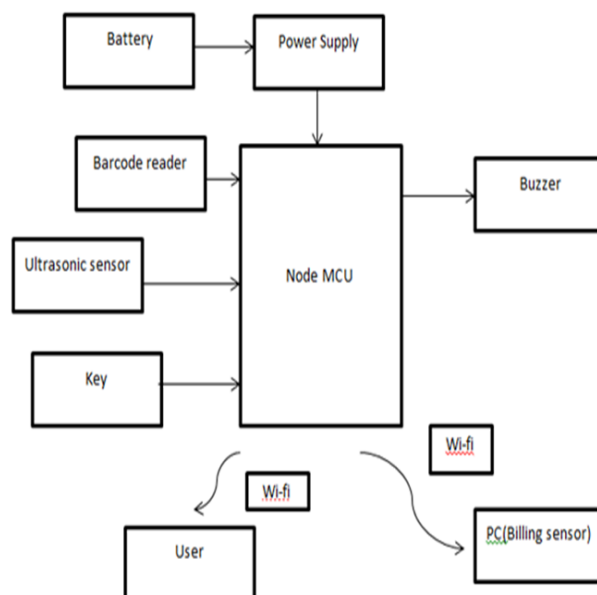 Battery
Power Supply
Barcode reader
Buzzer
Ultrasonic sensor
Node MCU
Key
Wi-fi
Wi-fi
User
PC(Billing sensor)